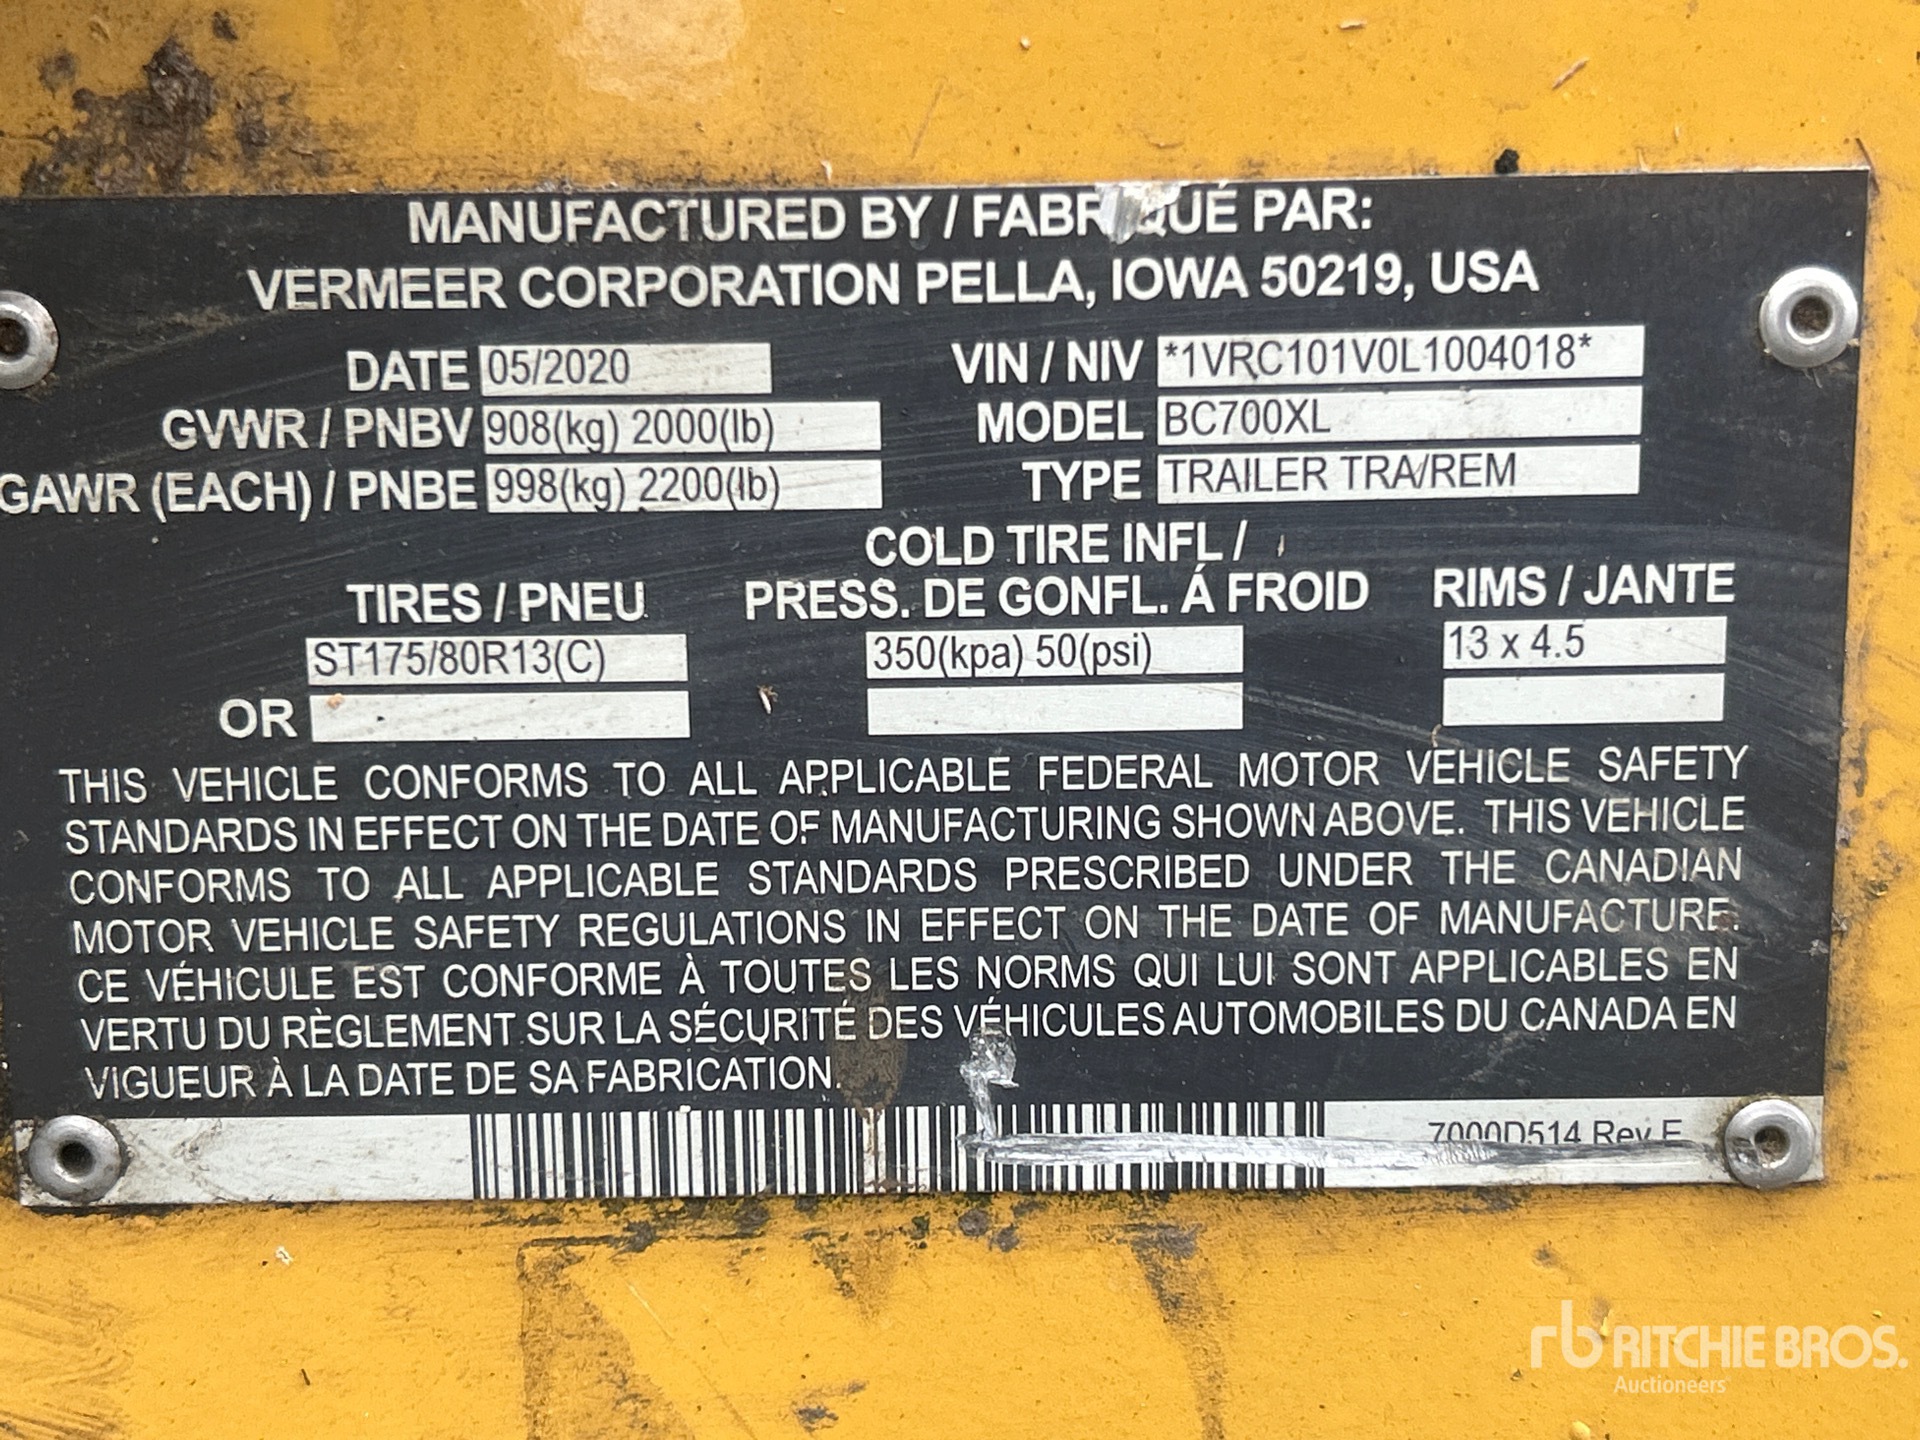 MANUFACTURED BY / FABRIQUÉ PAR:
VERMEER CORPORATION PELLA, IOWA 50219, USA
DATE 05/2020 VIN / NIV *1VRC101V0L1004018*
GVWR / PNBV 908(kg) 2000(lb) MODEL BC700XL
GAWR (EACH) / PNBE 998(kg) 2200(lb) TYPE TRAILER TRA/REM
COLD TIRE INFL /
TIRES / PNEU PRESS. DE GONFL. Á FROID RIMS / JANTE
ST175/80R13(C) 350(kpa) 50(psi) 13 x 4.5
OR
THIS VEHICLE CONFORMS TO ALL APPLICABLE FEDERAL MOTOR VEHICLE SAFETY
STANDARDS IN EFFECT ON THE DATE OF MANUFACTURING SHOWN ABOVE. THIS VEHICLE
CONFORMS TO ALL APPLICABLE STANDARDS PRESCRIBED UNDER THE CANADIAN
MOTOR VEHICLE SAFETY REGULATIONS IN EFFECT ON THE DATE OF MANUFACTURE.
CE VÉHICULE EST CONFORME À TOUTES LES NORMS QUI LUI SONT APPLICABLES EN
VERTU DU RÈGLEMENT SUR LA SÉCURITÉ DES VÉHICULES AUTOMOBILES DU CANADA EN
VIGUEUR À LA DATE DE SA FABRICATION.
7000D514 Rev
rb RITCHIE BROS.
Auctioneers